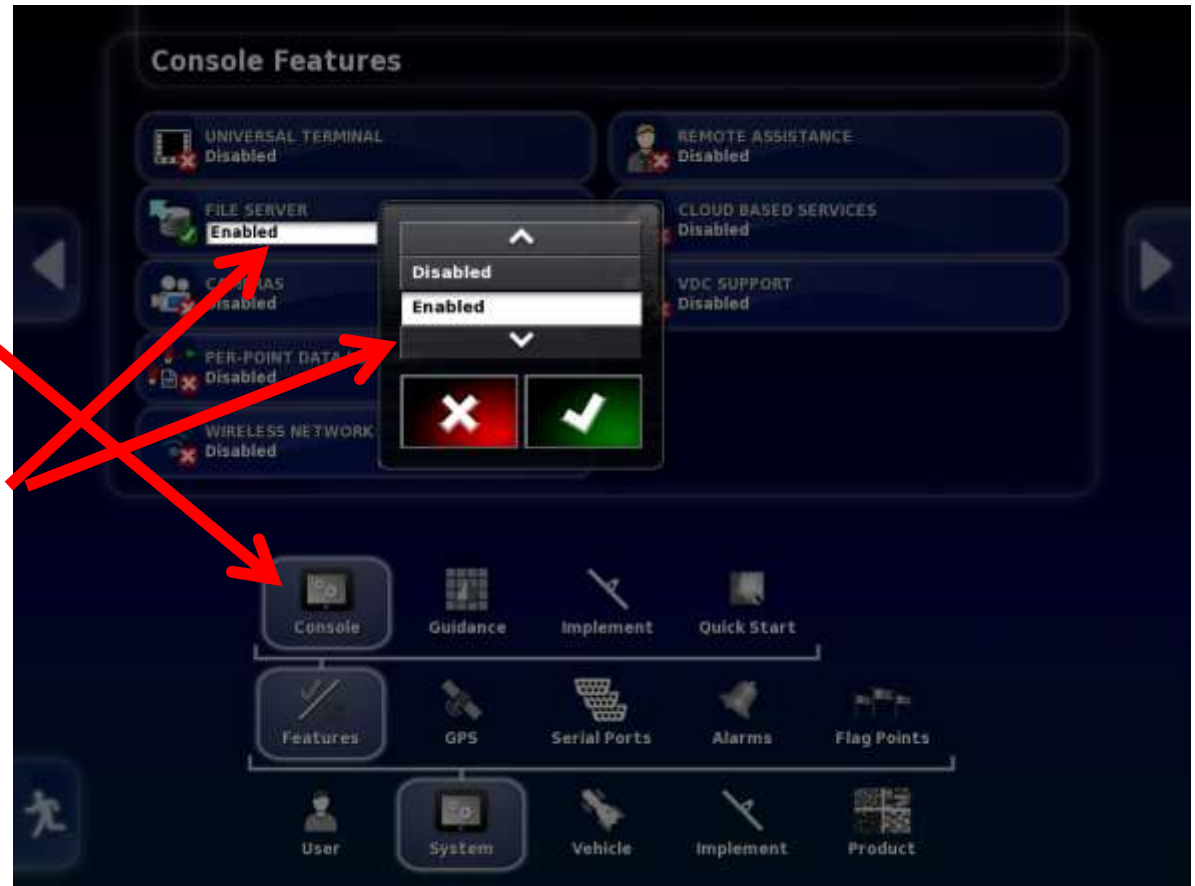 Console Features
UNIVERSAL TERMINAL
Disabled
REMOTE ASSISTANCE
Disabled
FILE SERVER
Enabled
CLOUD BASED SERVICES
Disabled
Disabled
Enabled
Disabled
VDC SUPPORT
Disabled
PER-POINT DATA
Disabled
WIRELESS NETWORK
Disabled
Console
Guidance
Implement
Quick Start
Features
GPS
Serial Ports
Alarms
Flag Points
User
System
Vehicle
Implement
Product